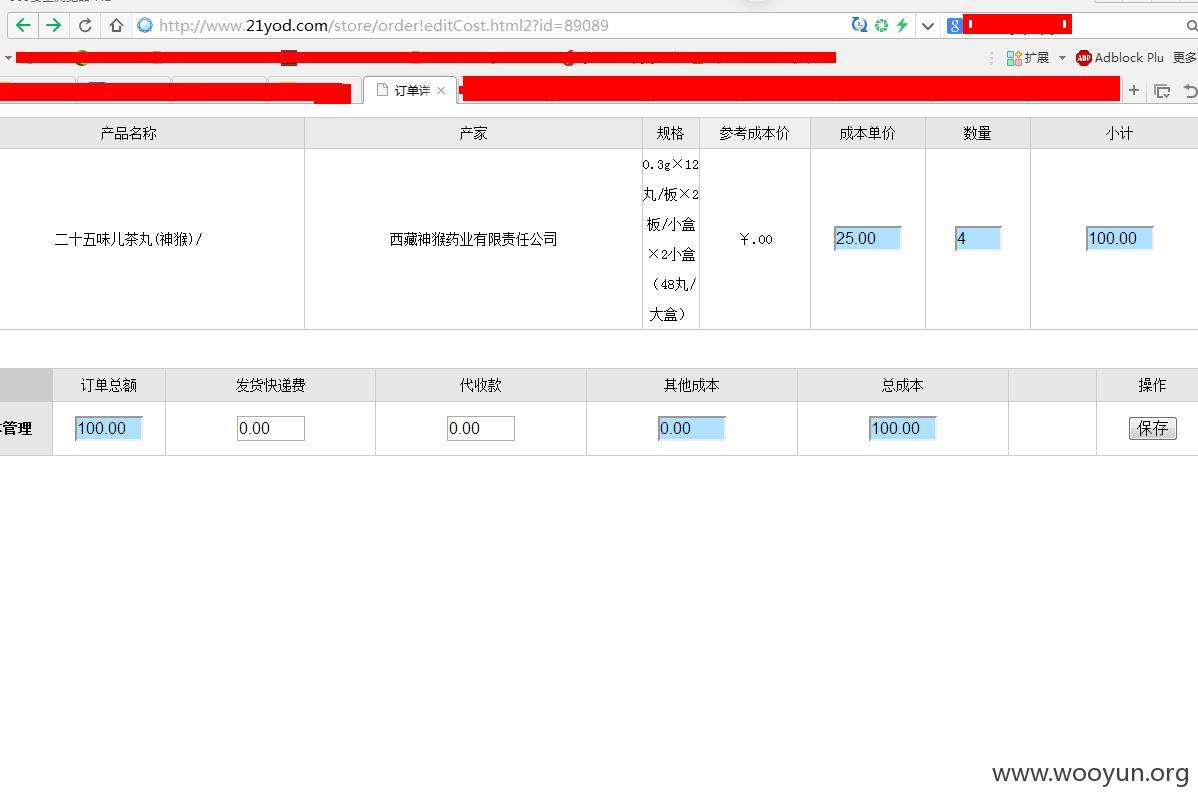 http://www.21yod.com/store/order!editCost.html2?id=89089
扩展 Adblock Plu 更多
订单详
产品名称 产家 规格 参考成本价 成本单价 数量 小计
二十五味儿茶丸(神猴)/ 西藏神猴药业有限责任公司 0.3g×12丸/板×2板/小盒×2小盒（48丸/大盒） ￥.00 25.00 4 100.00
订单总额 发货快递费 代收款 其他成本 总成本 操作
管理 100.00 0.00 0.00 0.00 100.00 保存
www.wooyun.org